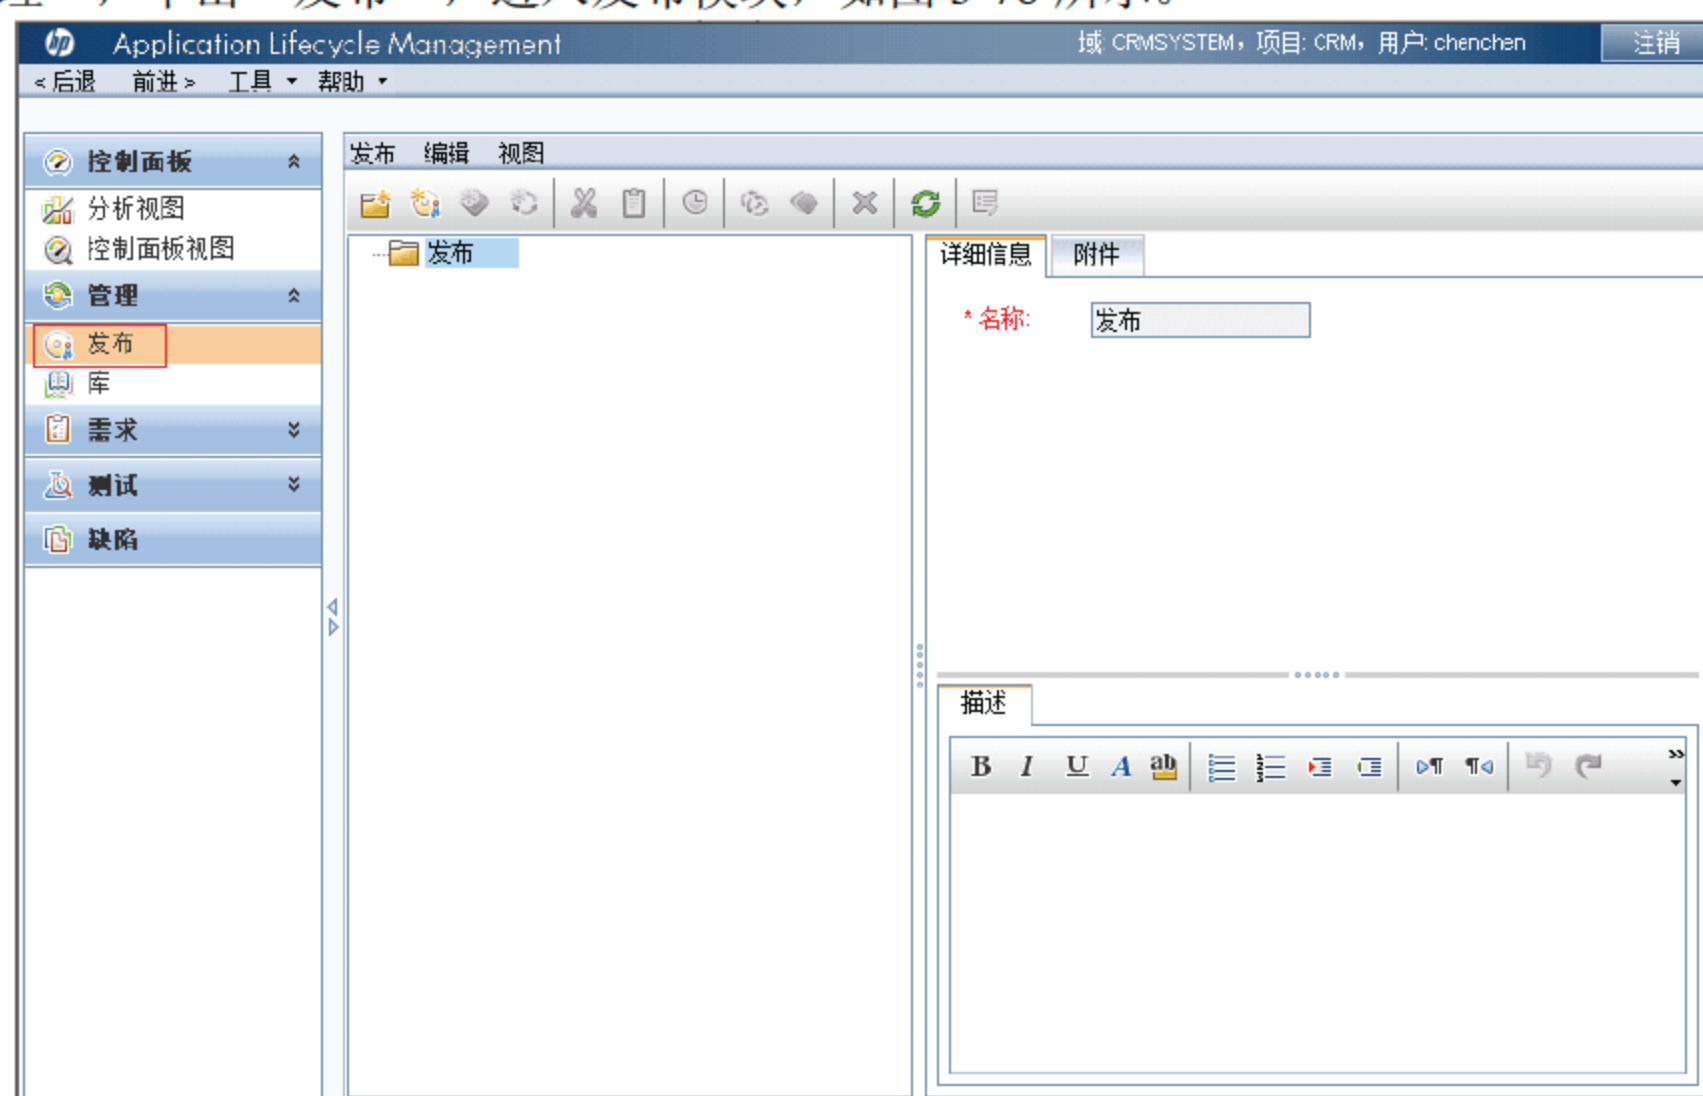 Application Lifecycle Management
域: CRMSYSTEM，项目: CRM，用户: chenchen
注销
<后退 前进> 工具 帮助
控制面板
分析视图
控制面板视图
管理
发布
库
需求
测试
缺陷
发布 编辑 视图
发布
详细信息 附件
* 名称: 发布
描述
B I U A ab